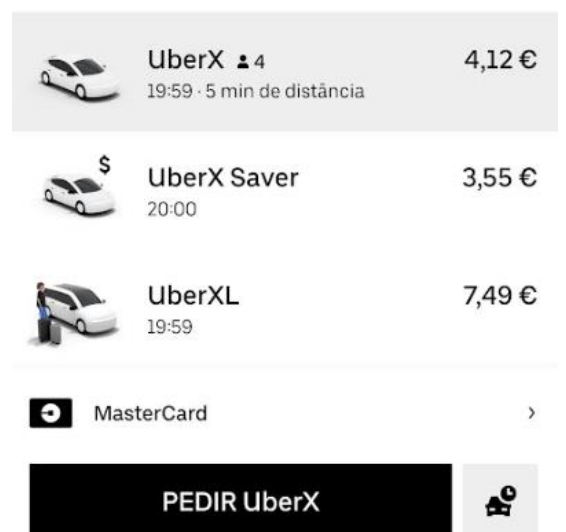 UberX 4 4,12 €
19:59 · 5 min de distância
$
UberX Saver 3,55 €
20:00
UberXL 7,49 €
19:59
MasterCard
PEDIR UberX